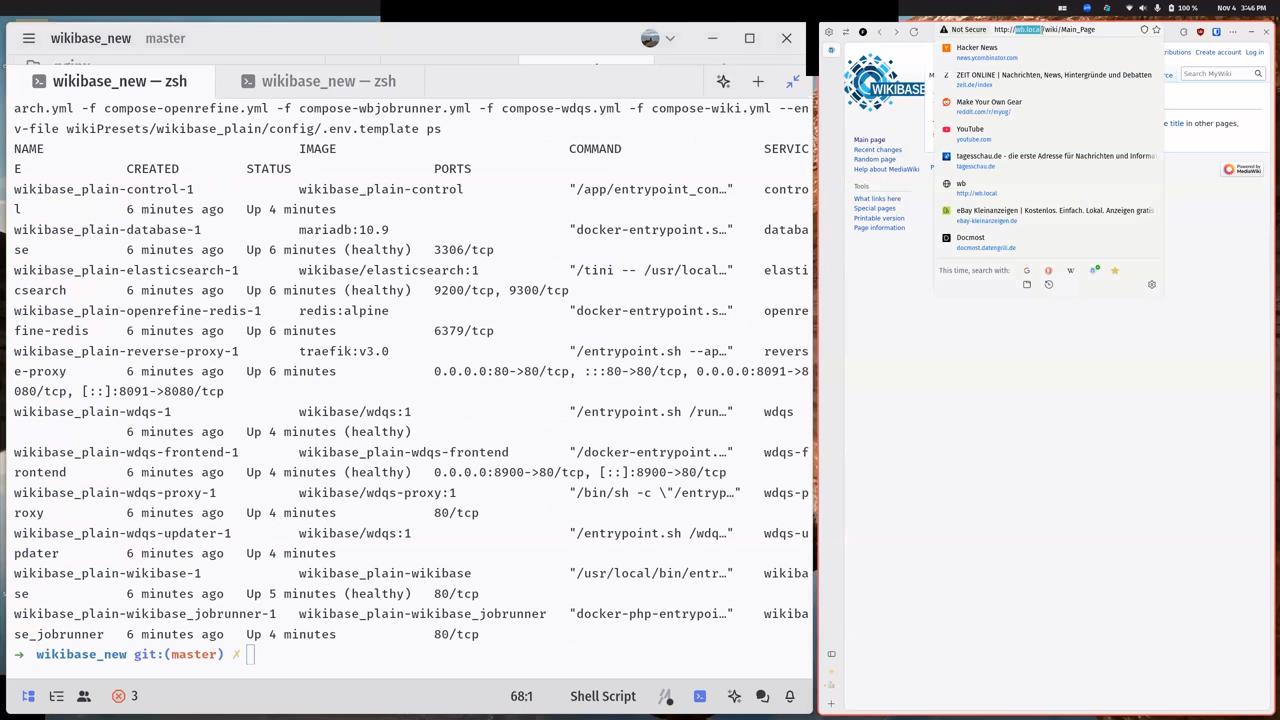 100 % Nov 4 3:46 PM
wikibase_new master
wikibase_new — zsh
arch.yml -f compose-openrefine.yml -f compose-wbjobrunner.yml -f compose-wdqs.yml -f compose-wiki.yml --en
v-file wikiPresets/wikibase_plain/config/.env.template ps
NAME IMAGE COMMAND SERVIC
E CREATED STATUS PORTS
wikibase_plain-control-1 wikibase_plain-control "/app/entrypoint_con…" contro
l 6 minutes ago Up 4 minutes
wikibase_plain-database-1 mariadb:10.9 "docker-entrypoint.s…" databa
se 6 minutes ago Up 6 minutes (healthy) 3306/tcp
wikibase_plain-elasticsearch-1 wikibase/elasticsearch:1 "/tini -- /usr/local…" elasti
csearch 6 minutes ago Up 6 minutes (healthy) 9200/tcp, 9300/tcp
wikibase_plain-openrefine-redis-1 redis:alpine "docker-entrypoint.s…" openre
fine-redis 6 minutes ago Up 6 minutes 6379/tcp
wikibase_plain-reverse-proxy-1 traefik:v3.0 "/entrypoint.sh --ap…" revers
e-proxy 6 minutes ago Up 6 minutes 0.0.0.0:80->80/tcp, :::80->80/tcp, 0.0.0.0:8091->8
080/tcp, [::]:8091->8080/tcp
wikibase_plain-wdqs-1 wikibase/wdqs:1 "/entrypoint.sh /run…" wdqs
6 minutes ago Up 4 minutes (healthy)
wikibase_plain-wdqs-frontend-1 wikibase_plain-wdqs-frontend "/docker-entrypoint.…" wdqs-f
rontend 6 minutes ago Up 4 minutes (healthy) 0.0.0.0:8900->80/tcp, [::]:8900->80/tcp
wikibase_plain-wdqs-proxy-1 wikibase/wdqs-proxy:1 "/bin/sh -c \"/entryp…" wdqs-p
roxy 6 minutes ago Up 4 minutes 80/tcp
wikibase_plain-wdqs-updater-1 wikibase/wdqs:1 "/entrypoint.sh /wdq…" wdqs-u
pdater 6 minutes ago Up 4 minutes
wikibase_plain-wikibase-1 wikibase_plain-wikibase "/usr/local/bin/entr…" wikiba
se 6 minutes ago Up 5 minutes (healthy) 80/tcp
wikibase_plain-wikibase_jobrunner-1 wikibase_plain-wikibase_jobrunner "docker-php-entrypoi…" wikiba
se_jobrunner 6 minutes ago Up 4 minutes 80/tcp
➜ wikibase_new git:(master) ✗
3 68:1 Shell Script
Not Secure http://wb.local/wiki/Main_Page
Create account Log in
Search MyWiki
WIKIBASE
Main page
Recent changes
Random page
Help about MediaWiki
Tools
What links here
Special pages
Printable version
Page information
Hacker News
news.ycombinator.com
ZEIT ONLINE | Nachrichten, News, Hintergründe und Debatten
zeit.de/index
Make Your Own Gear
reddit.com/r/myog/
YouTube
youtube.com
tagesschau.de - die erste Adresse für Nachrichten und Informat
tagesschau.de
wb
http://wb.local
eBay Kleinanzeigen | Kostenlos. Einfach. Lokal. Anzeigen gratis
ebay-kleinanzeigen.de
Docmost
docmost.datengrill.de
This time, search with:
title in other pages,
Powered by
MediaWiki